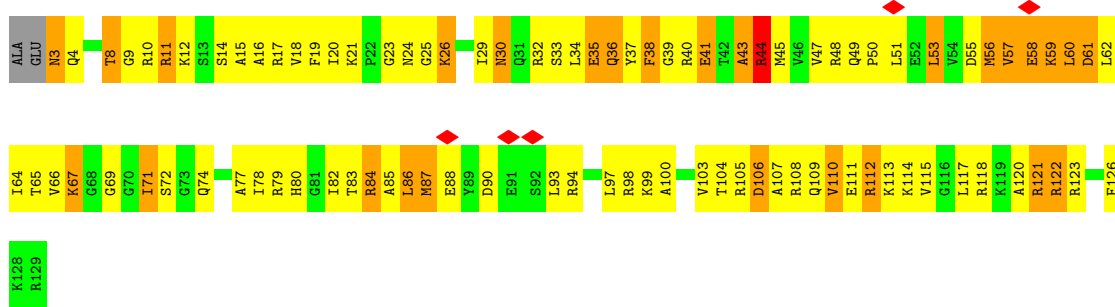 ALA GLU N3 Q4 T8 G9 R10 R11 K12 S13 S14 A15 A16 R17 V18 F19 I20 K21 P22 G23 N24 G25 K26 I29 N30 Q31 R32 S33 L34 E35 Q36 Y37 F38 G39 R40 E41 T42 A43 R44 M45 V46 V47 R48 Q49 P50 L51 E52 L53 V54 D55 M56 V57 E58 K59 L60 D61 L62
I64 T65 V66 K67 G68 G69 G70 I71 S72 G73 Q74 A77 I78 R79 H80 G81 I82 T83 R84 A85 L86 M87 E88 Y89 D90 E91 S92 L93 R94 L97 R98 K99 A100 V103 T104 R105 D106 A107 R108 Q109 V110 E111 R112 K113 K114 V115 G116 L117 R118 K119 A120 R121 R122 R123 F126
K128 R129